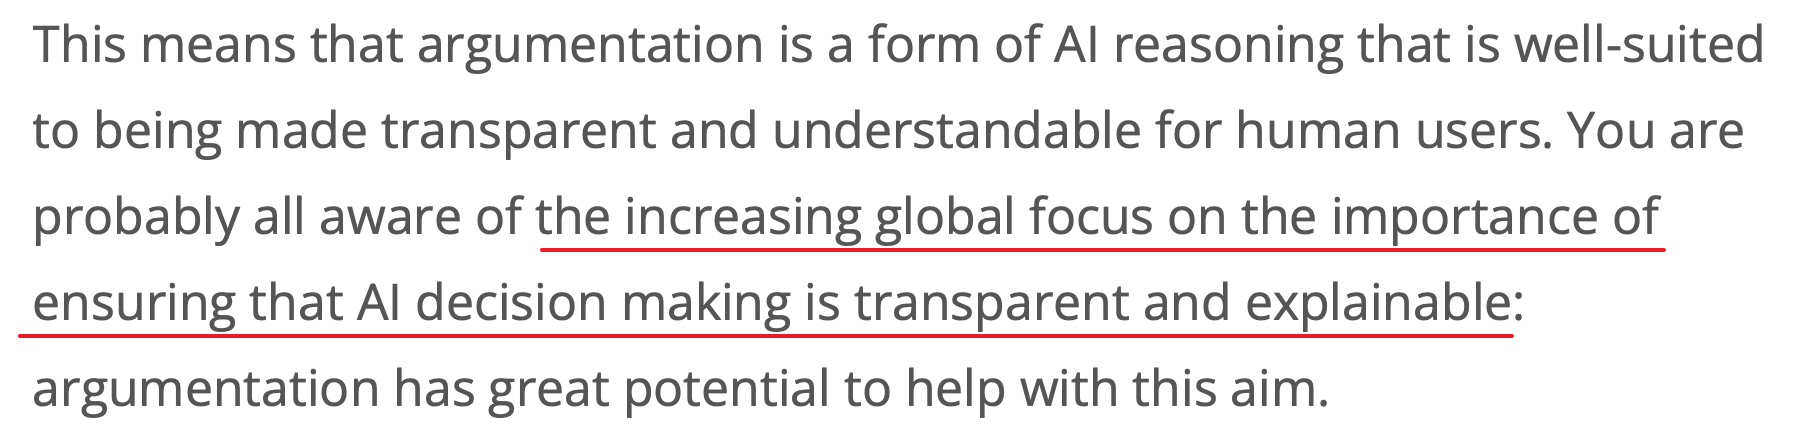 This means that argumentation is a form of AI reasoning that is well-suited
to being made transparent and understandable for human users. You are
probably all aware of the increasing global focus on the importance of
ensuring that AI decision making is transparent and explainable:
argumentation has great potential to help with this aim.